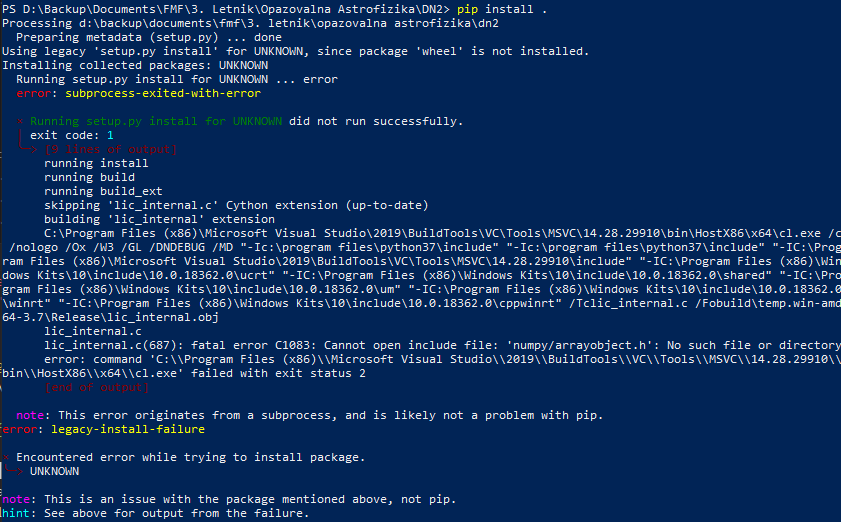 PS D:\Backup\Documents\FMF\3. Letnik\Opazovalna Astrofizika\DN2> pip install .
Processing d:\backup\documents\fmf\3. letnik\opazovalna astrofizika\dn2
  Preparing metadata (setup.py) ... done
Using legacy 'setup.py install' for UNKNOWN, since package 'wheel' is not installed.
Installing collected packages: UNKNOWN
  Running setup.py install for UNKNOWN ... error
  error: subprocess-exited-with-error

  × Running setup.py install for UNKNOWN did not run successfully.
  │ exit code: 1
  ╰─> [9 lines of output]
      running install
      running build
      running build_ext
      skipping 'lic_internal.c' Cython extension (up-to-date)
      building 'lic_internal' extension
      C:\Program Files (x86)\Microsoft Visual Studio\2019\BuildTools\VC\Tools\MSVC\14.28.29910\bin\HostX86\x64\cl.exe /c
 /nologo /Ox /W3 /GL /DNDEBUG /MD "-Ic:\program files\python37\include" "-Ic:\program files\python37\include" "-IC:\Prog
ram Files (x86)\Microsoft Visual Studio\2019\BuildTools\VC\Tools\MSVC\14.28.29910\include" "-IC:\Program Files (x86)\Win
dows Kits\10\include\10.0.18362.0\ucrt" "-IC:\Program Files (x86)\Windows Kits\10\include\10.0.18362.0\shared" "-IC:\Pro
gram Files (x86)\Windows Kits\10\include\10.0.18362.0\um" "-IC:\Program Files (x86)\Windows Kits\10\include\10.0.18362.0
\winrt" "-IC:\Program Files (x86)\Windows Kits\10\include\10.0.18362.0\cppwinrt" /Tclic_internal.c /Fobuild\temp.win-amd
64-3.7\Release\lic_internal.obj
      lic_internal.c
      lic_internal.c(687): fatal error C1083: Cannot open include file: 'numpy/arrayobject.h': No such file or directory
      error: command 'C:\\Program Files (x86)\\Microsoft Visual Studio\\2019\\BuildTools\\VC\\Tools\\MSVC\\14.28.29910\\
bin\\HostX86\\x64\\cl.exe' failed with exit status 2
      [end of output]

  note: This error originates from a subprocess, and is likely not a problem with pip.
error: legacy-install-failure

× Encountered error while trying to install package.
╰─> UNKNOWN

note: This is an issue with the package mentioned above, not pip.
hint: See above for output from the failure.